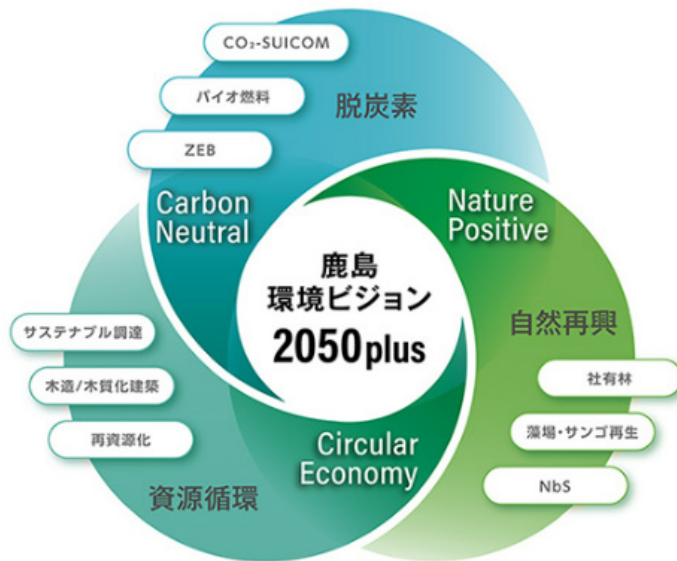 CO₂-SUICOM
バイオ燃料
ZEB
脱炭素
Carbon
Neutral
Nature
Positive
鹿島
環境ビジョン
2050plus
自然再興
社有林
藻場・サンゴ再生
NbS
サステナブル調達
木造/木質化建築
再資源化
Circular
Economy
資源循環